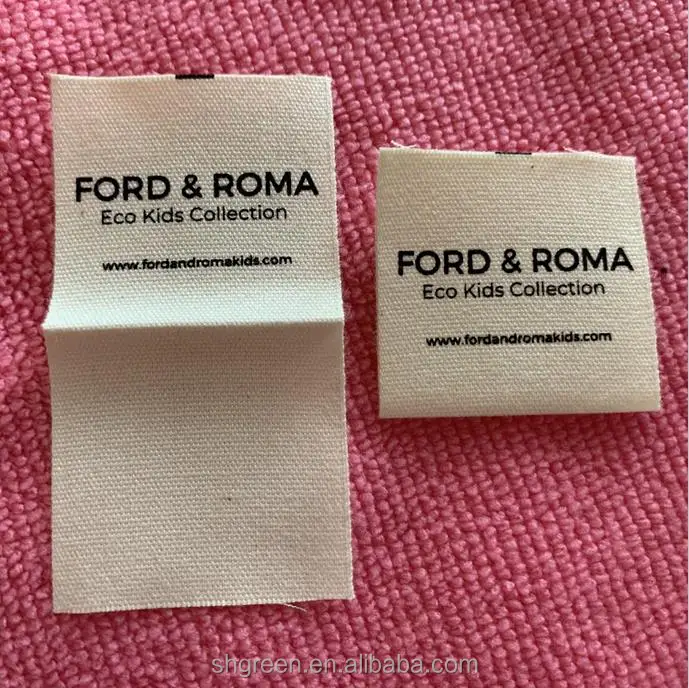 FORD & ROMA
Eco Kids Collection
www.fordandromakids.com
FORD & ROMA
Eco Kids Collection
www.fordandromakids.com
shgreen.en.alibaba.com